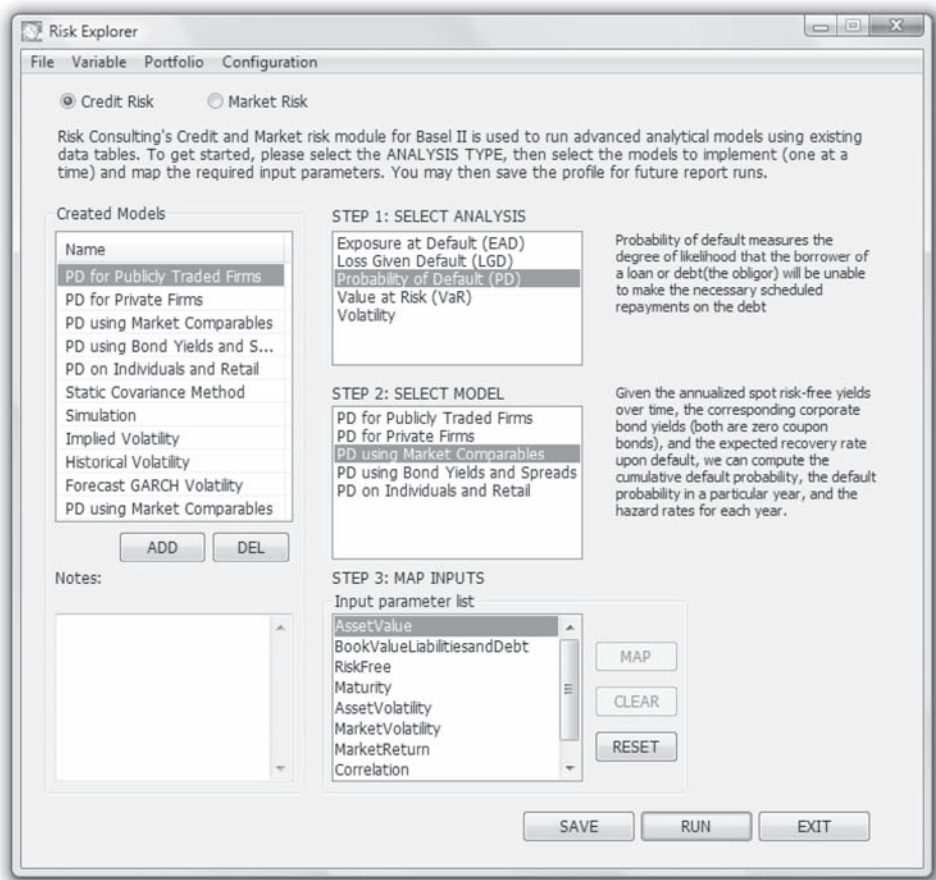 Risk Explorer
File Variable Portfolio Configuration
Credit Risk Market Risk
Risk Consulting's Credit and Market risk module for Basel II is used to run advanced analytical models using existing
data tables. To get started, please select the ANALYSIS TYPE, then select the models to implement (one at a
time) and map the required input parameters. You may then save the profile for future report runs.
Created Models
Name
PD for Publicly Traded Firms
PD for Private Firms
PD using Market Comparables
PD using Bond Yields and S...
PD on Individuals and Retail
Static Covariance Method
Simulation
Implied Volatility
Historical Volatility
Forecast GARCH Volatility
PD using Market Comparables
ADD DEL
Notes:
STEP 1: SELECT ANALYSIS
Exposure at Default (EAD)
Loss Given Default (LGD)
Probability of Default (PD)
Value at Risk (VaR)
Volatility
Probability of default measures the
degree of likelihood that the borrower of
a loan or debt(the obligor) will be unable
to make the necessary scheduled
repayments on the debt
STEP 2: SELECT MODEL
PD for Publicly Traded Firms
PD for Private Firms
PD using Market Comparables
PD using Bond Yields and Spreads
PD on Individuals and Retail
Given the annualized spot risk-free yields
over time, the corresponding corporate
bond yields (both are zero coupon
bonds), and the expected recovery rate
upon default, we can compute the
cumulative default probability, the default
probability in a particular year, and the
hazard rates for each year.
STEP 3: MAP INPUTS
Input parameter list
AssetValue
BookValueLiabilitiesandDebt
RiskFree
Maturity
AssetVolatility
MarketVolatility
MarketReturn
Correlation
MAP
CLEAR
RESET
SAVE RUN EXIT